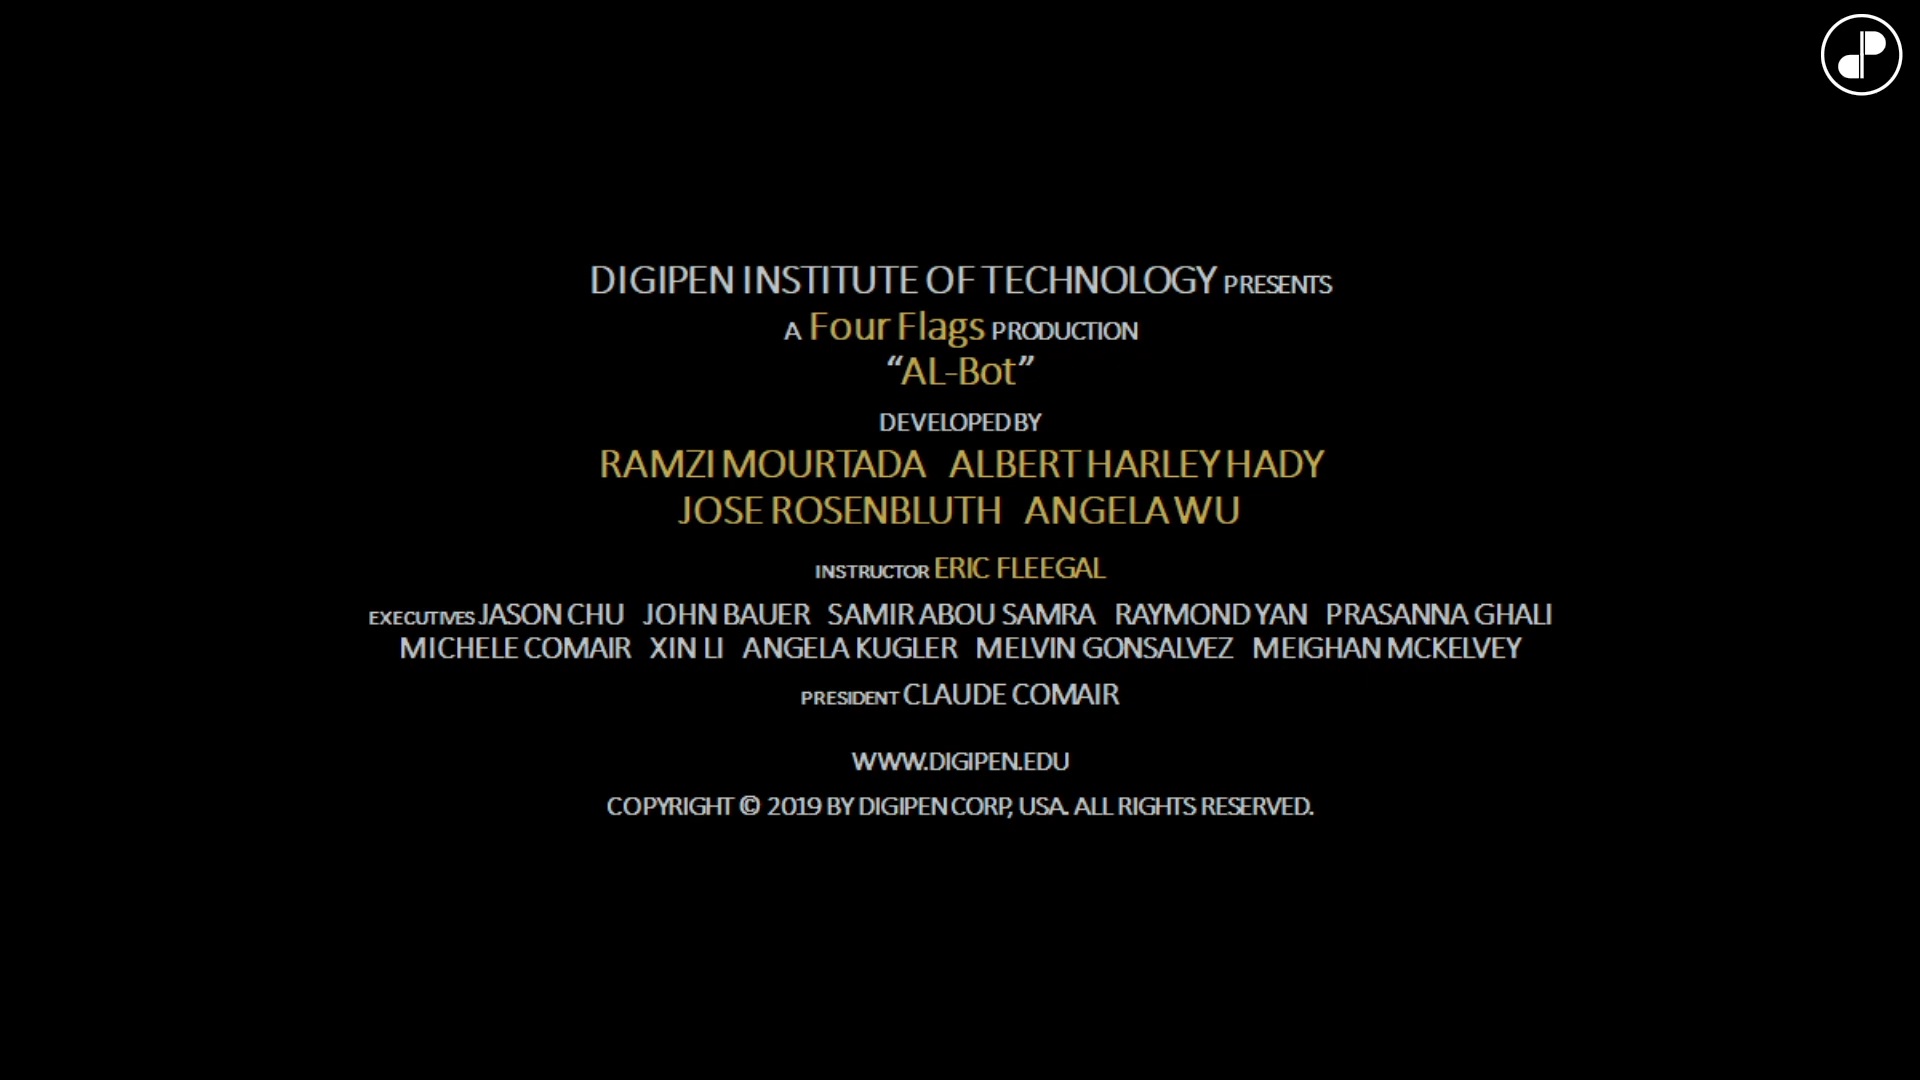 DIGIPEN INSTITUTE OF TECHNOLOGY PRESENTS
A Four Flags PRODUCTION
“AL-Bot”
DEVELOPED BY
RAMZI MOURTADA ALBERT HARLEY HADY
JOSE ROSENBLUTH ANGELA WU
INSTRUCTOR ERIC FLEEGAL
EXECUTIVES JASON CHU JOHN BAUER SAMIR ABOU SAMRA RAYMOND YAN PRASANNA GHALI
MICHELE COMAIR XIN LI ANGELA KUGLER MELVIN GONSALVEZ MEIGHAN MCKELVEY
PRESIDENT CLAUDE COMAIR
WWW.DIGIPEN.EDU
COPYRIGHT © 2019 BY DIGIPEN CORP, USA. ALL RIGHTS RESERVED.